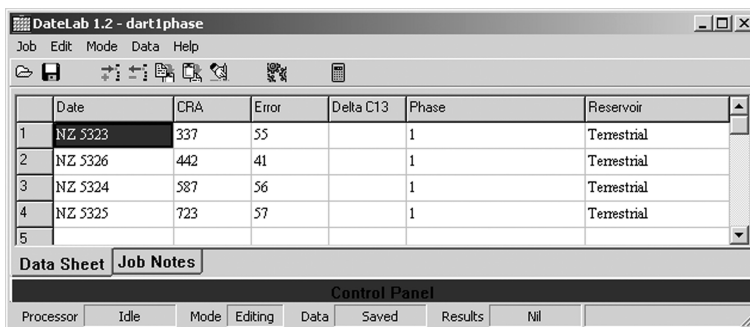 DateLab 1.2 - dart1phase
Job Edit Mode Data Help
Date CRA Error Delta C13 Phase Reservoir
1 NZ 5323 337 55 1 Terrestrial
2 NZ 5326 442 41 1 Terrestrial
3 NZ 5324 587 56 1 Terrestrial
4 NZ 5325 723 57 1 Terrestrial
5
Data Sheet Job Notes
Control Panel
Processor Idle Mode Editing Data Saved Results Nil